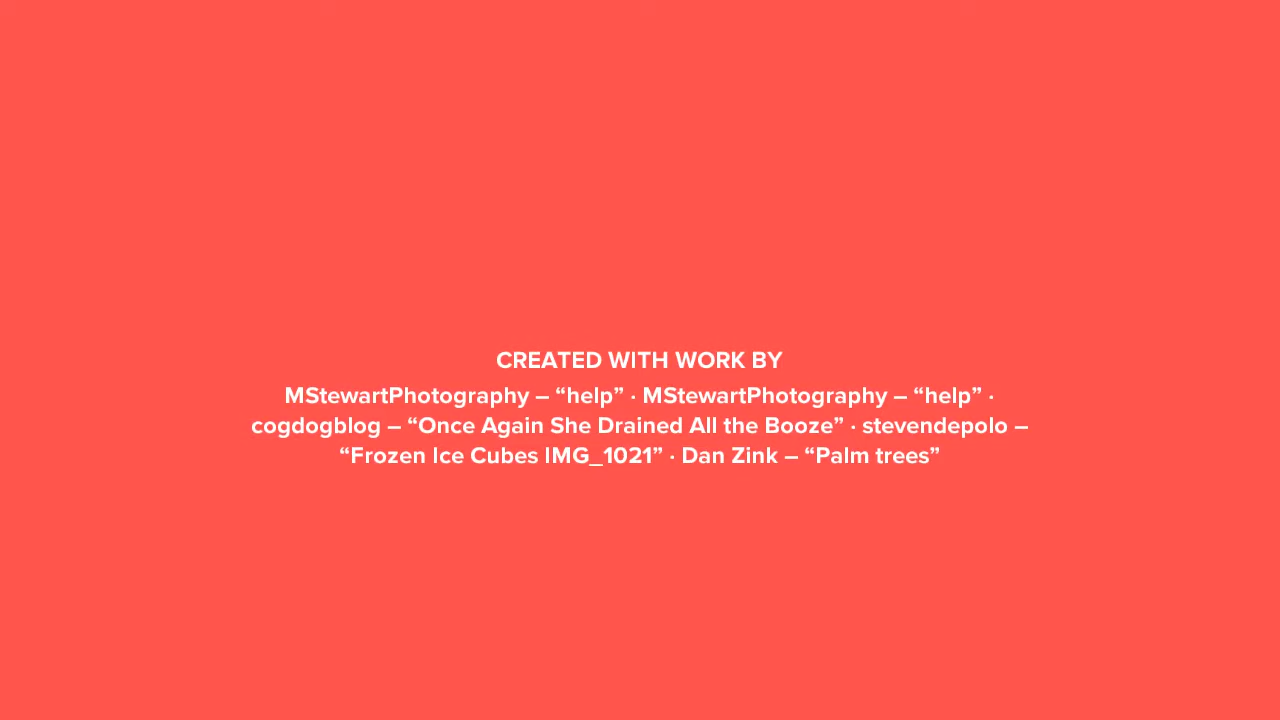 CREATED WITH WORK BY
MStewartPhotography – “help” · MStewartPhotography – “help” ·
cogdogblog – “Once Again She Drained All the Booze” · stevendepolo –
“Frozen Ice Cubes IMG_1021” · Dan Zink – “Palm trees”